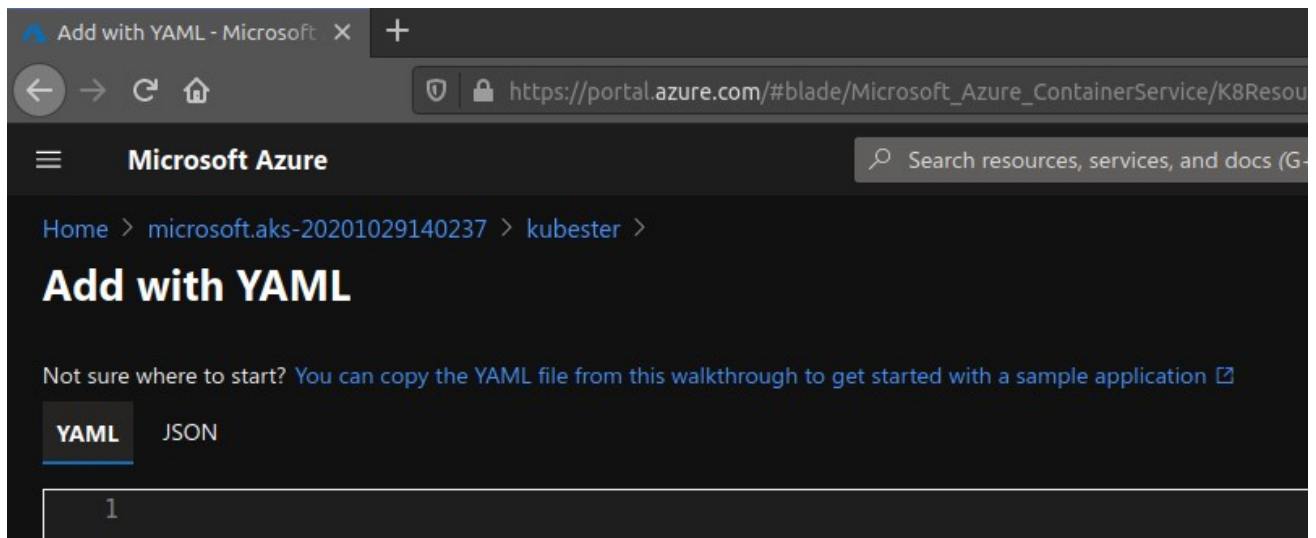 Add with YAML - Microsoft
https://portal.azure.com/#blade/Microsoft_Azure_ContainerService/K8Resou
Microsoft Azure
Search resources, services, and docs (G+
Home > microsoft.aks-20201029140237 > kubester >
Add with YAML
Not sure where to start? You can copy the YAML file from this walkthrough to get started with a sample application
YAML JSON
1